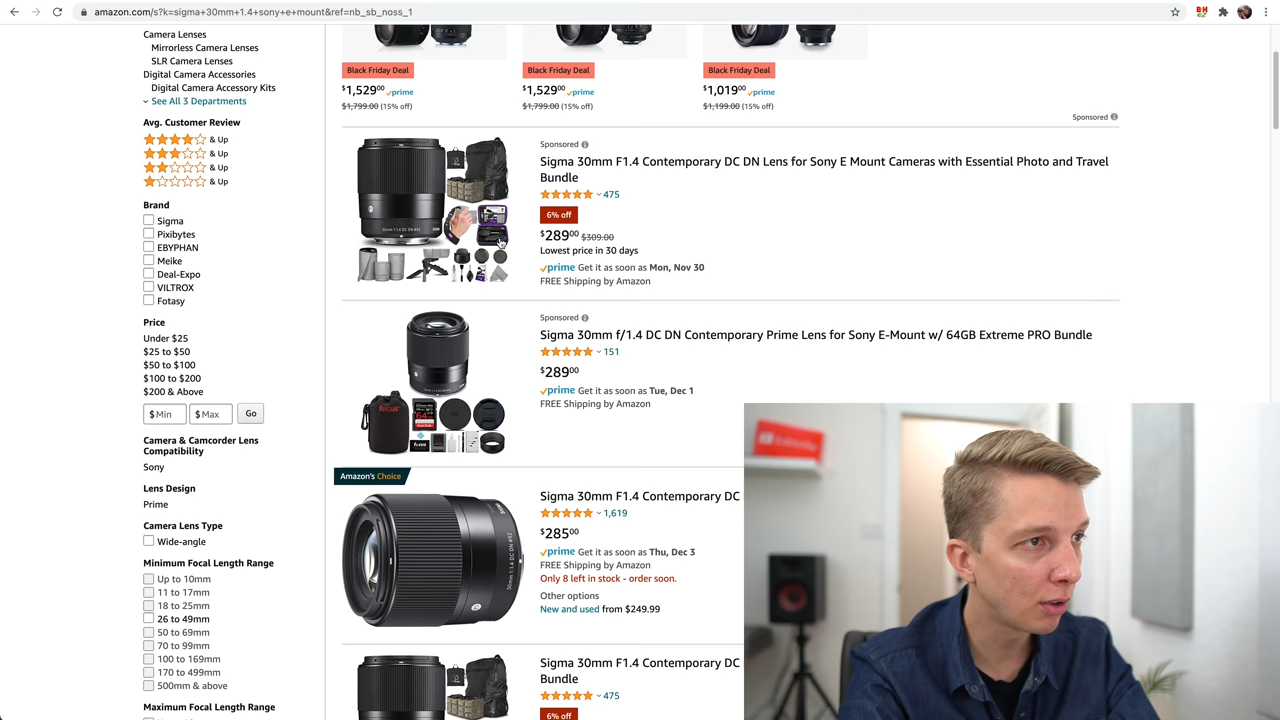 amazon.com/s?k=sigma+30mm+1.4+sony+e+mount&ref=nb_sb_noss_1
Camera Lenses
Mirrorless Camera Lenses
SLR Camera Lenses
Digital Camera Accessories
Digital Camera Accessory Kits
See All 3 Departments
Avg. Customer Review
& Up
& Up
& Up
& Up
Brand
Sigma
Pixibytes
EBYPHAN
Meike
Deal-Expo
VILTROX
Fotasy
Price
Under $25
$25 to $50
$50 to $100
$100 to $200
$200 & Above
$ Min $ Max Go
Camera & Camcorder Lens
Compatibility
Sony
Lens Design
Prime
Camera Lens Type
Wide-angle
Minimum Focal Length Range
Up to 10mm
11 to 17mm
18 to 25mm
26 to 49mm
50 to 69mm
70 to 99mm
100 to 169mm
170 to 499mm
500mm & above
Maximum Focal Length Range
Black Friday Deal
$1,529.00 prime
$1,799.00 (15% off)
Black Friday Deal
$1,529.00 prime
$1,799.00 (15% off)
Black Friday Deal
$1,019.00 prime
$1,199.00 (15% off)
Sponsored
Sponsored
Sigma 30mm F1.4 Contemporary DC DN Lens for Sony E Mount Cameras with Essential Photo and Travel
Bundle
475
6% off
$289.00 $309.00
Lowest price in 30 days
prime Get it as soon as Mon, Nov 30
FREE Shipping by Amazon
Sponsored
Sigma 30mm f/1.4 DC DN Contemporary Prime Lens for Sony E-Mount w/ 64GB Extreme PRO Bundle
151
$289.00
prime Get it as soon as Tue, Dec 1
FREE Shipping by Amazon
Amazon's Choice
Sigma 30mm F1.4 Contemporary DC
1,619
$285.00
prime Get it as soon as Thu, Dec 3
FREE Shipping by Amazon
Only 8 left in stock - order soon.
Other options
New and used from $249.99
Sigma 30mm F1.4 Contemporary DC
Bundle
475
6% off